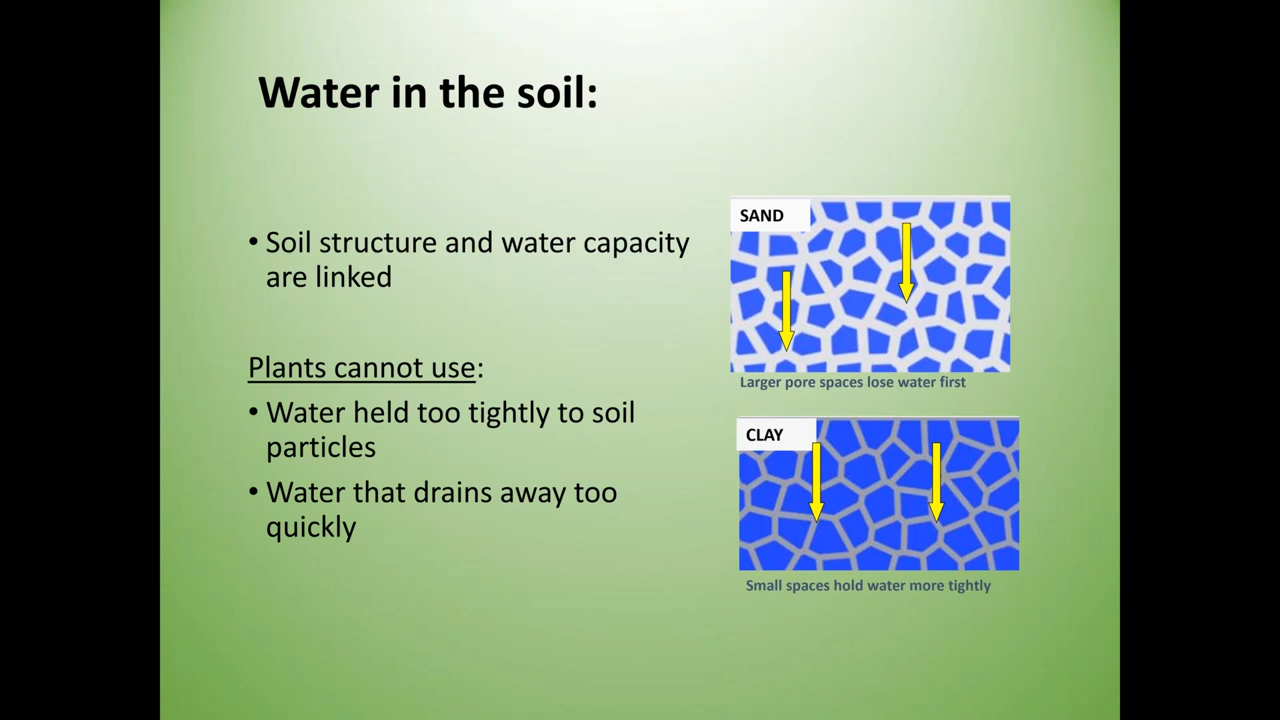 Water in the soil:
• Soil structure and water capacity
are linked
Plants cannot use:
• Water held too tightly to soil
particles
• Water that drains away too
quickly
SAND
Larger pore spaces lose water first
CLAY
Small spaces hold water more tightly